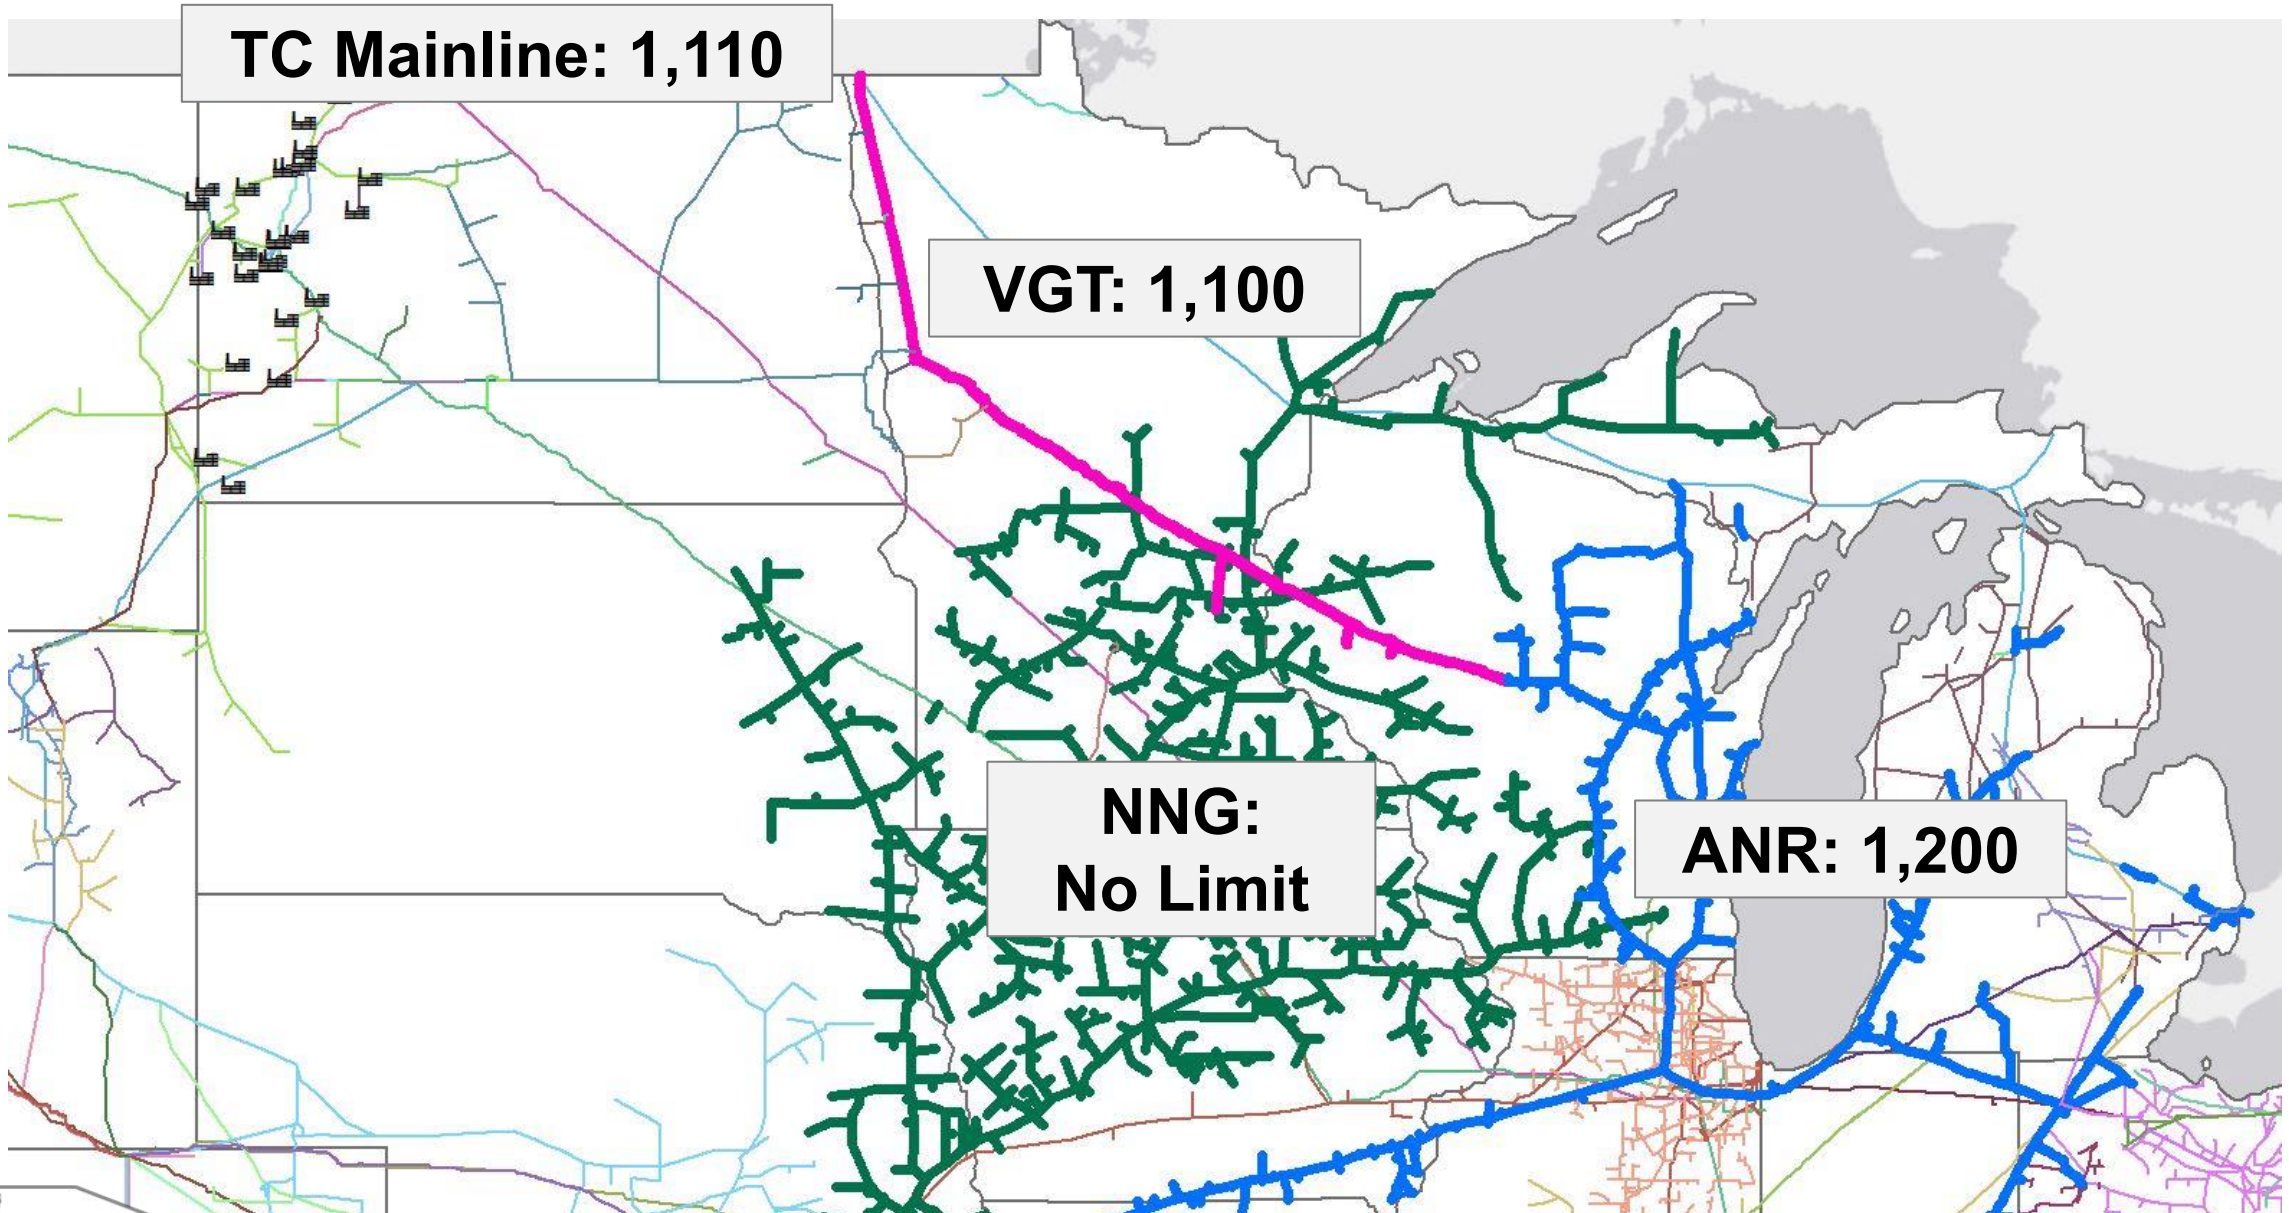 TC Mainline: 1,110
VGT: 1,100
NNG:
No Limit
ANR: 1,200